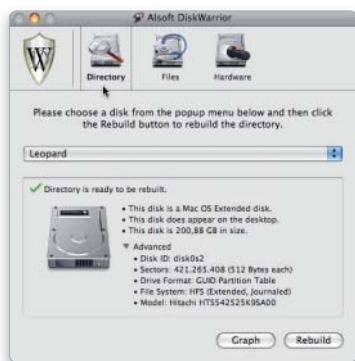 Alsoft DiskWarrior
W
Directory
Files
Hardware
Please choose a disk from the popup menu below and then click
the Rebuild button to rebuild the directory.
Leopard
Directory is ready to be rebuilt.
• This disk is a Mac OS Extended disk.
• This disk does appear on the desktop.
• This disk is 200,88 GB in size.
Advanced
• Disk ID: disk0s2
• Sectors: 421.265.408 (512 Bytes each)
• Drive Format: GUID Partition Table
• File System: HFS (Extended, Journaled)
• Model: Hitachi HTS542525K9SA00
Graph
Rebuild